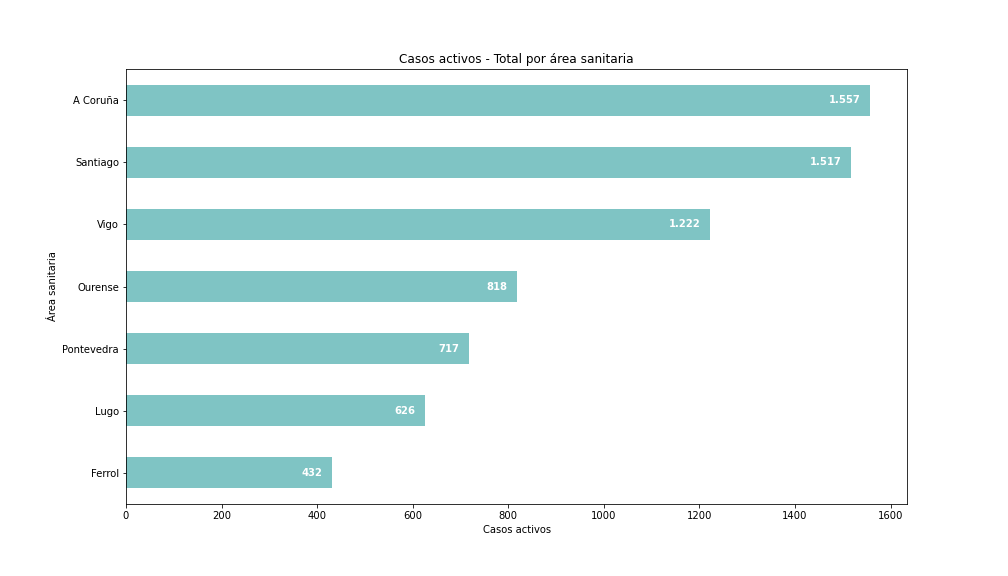 Casos activos - Total por área sanitaria
A Coruña
1.557
Santiago
1.517
Vigo
1.222
Ourense
818
Pontevedra
717
Lugo
626
Ferrol
432
Área sanitaria
0 200 400 600 800 1000 1200 1400 1600
Casos activos